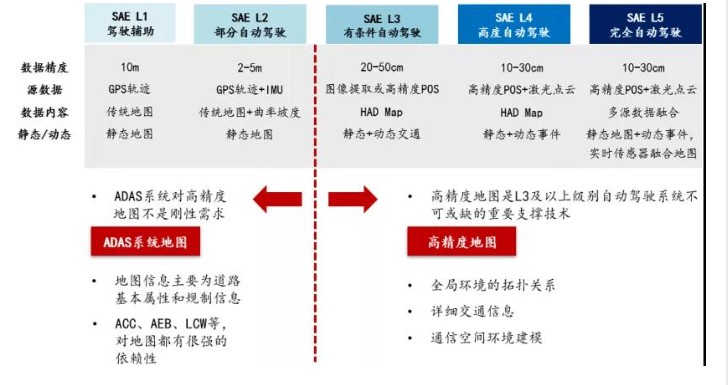 SAE L1 SAE L2 SAE L3 SAE L4 SAE L5
驾驶辅助 部分自动驾驶 有条件自动驾驶 高度自动驾驶 完全自动驾驶
数据精度 10m 2-5m 20-50cm 10-30cm 10-30cm
源数据 GPS轨迹 GPS轨迹+IMU 图像提取或高精度POS 高精度POS+激光点云 高精度POS+激光点云
数据内容 传统地图 传统地图+曲率坡度 HAD Map HAD Map 多源数据融合
静态/动态 静态地图 静态地图 静态+动态交通 静态+动态事件 静态地图+动态事件,
实时传感器融合地图
• ADAS系统对高精度
地图不是刚性需求
ADAS系统地图
• 地图信息主要为道路
基本属性和规制信息
• ACC、AEB、LCW等,
对地图都有很强的
依赖性
• 高精度地图是L3及以上级别自动驾驶系统不
可或缺的重要支撑技术
高精度地图
• 全局环境的拓扑关系
• 详细交通信息
• 通信空间环境建模